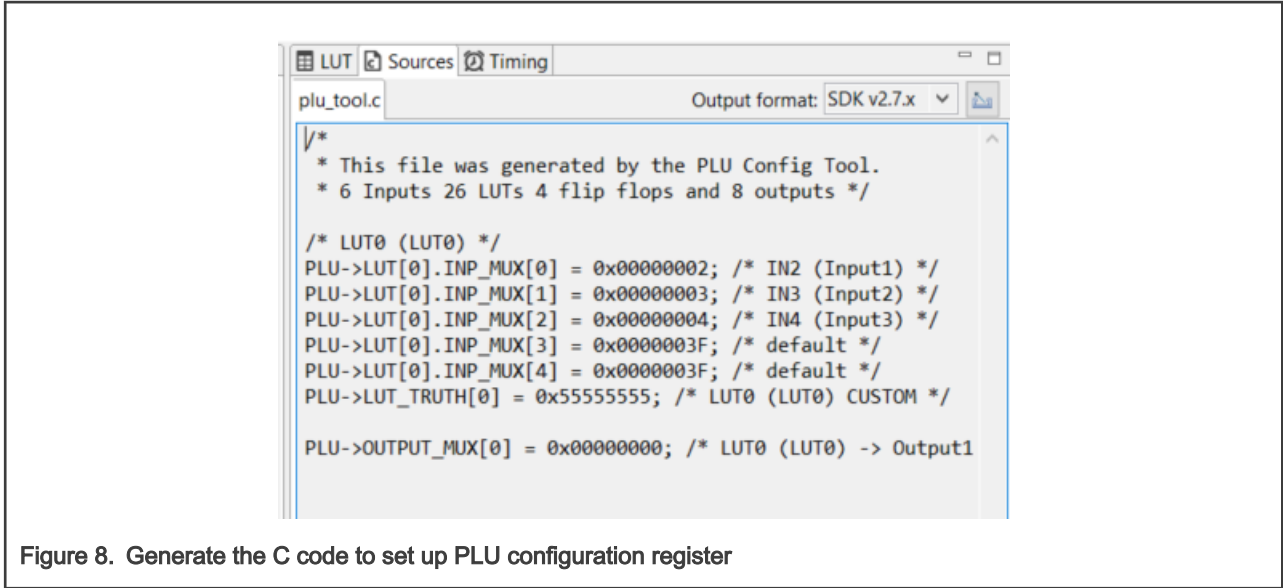 LUT Sources Timing
plu_tool.c Output format: SDK v2.7.x
/*
* This file was generated by the PLU Config Tool.
* 6 Inputs 26 LUTs 4 flip flops and 8 outputs */
/* LUT0 (LUT0) */
PLU->LUT[0].INP_MUX[0] = 0x00000002; /* IN2 (Input1) */
PLU->LUT[0].INP_MUX[1] = 0x00000003; /* IN3 (Input2) */
PLU->LUT[0].INP_MUX[2] = 0x00000004; /* IN4 (Input3) */
PLU->LUT[0].INP_MUX[3] = 0x0000003F; /* default */
PLU->LUT[0].INP_MUX[4] = 0x0000003F; /* default */
PLU->LUT_TRUTH[0] = 0x55555555; /* LUT0 (LUT0) CUSTOM */
PLU->OUTPUT_MUX[0] = 0x00000000; /* LUT0 (LUT0) -> Output1
Figure 8. Generate the C code to set up PLU configuration register